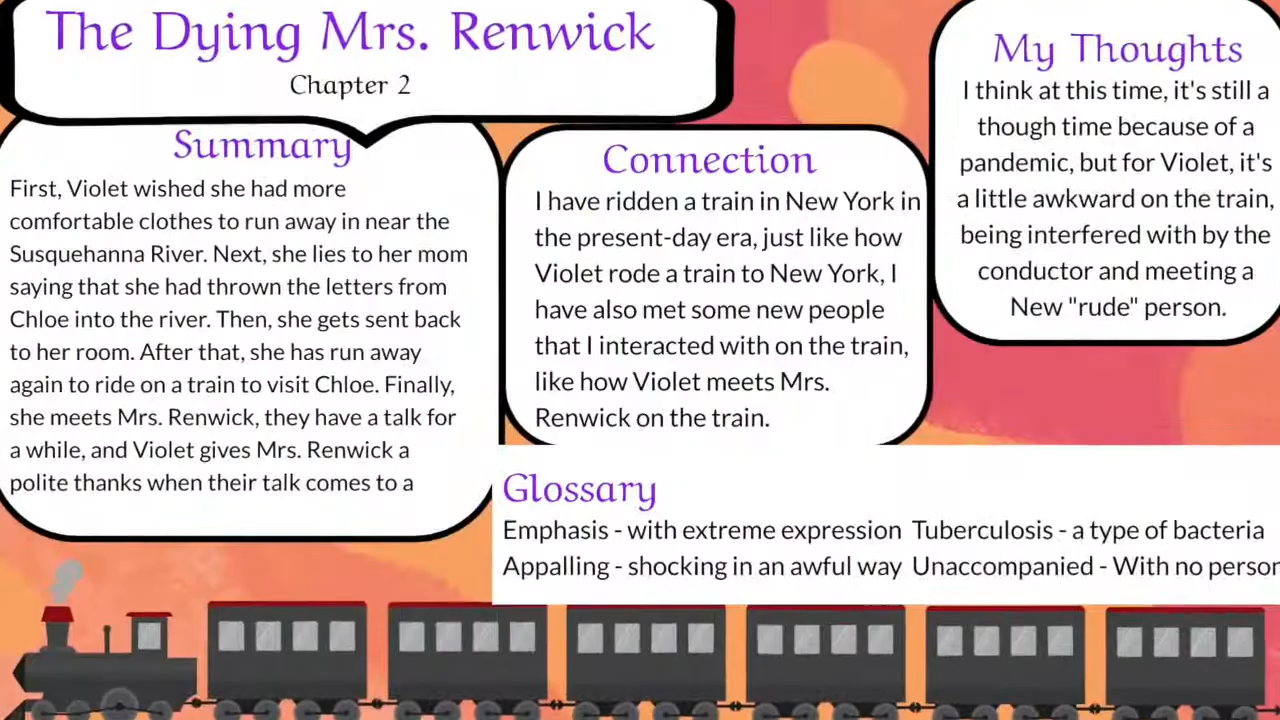 The Dying Mrs. Renwick
Chapter 2
Summary
First, Violet wished she had more
comfortable clothes to run away in near the
Susquehanna River. Next, she lies to her mom
saying that she had thrown the letters from
Chloe into the river. Then, she gets sent back
to her room. After that, she has run away
again to ride on a train to visit Chloe. Finally,
she meets Mrs. Renwick, they have a talk for
a while, and Violet gives Mrs. Renwick a
polite thanks when their talk comes to a
Connection
I have ridden a train in New York in
the present-day era, just like how
Violet rode a train to New York, I
have also met some new people
that I interacted with on the train,
like how Violet meets Mrs.
Renwick on the train.
My Thoughts
I think at this time, it's still a
though time because of a
pandemic, but for Violet, it's
a little awkward on the train,
being interfered with by the
conductor and meeting a
New "rude" person.
Glossary
Emphasis - with extreme expression Tuberculosis - a type of bacteria
Appalling - shocking in an awful way Unaccompanied - With no person